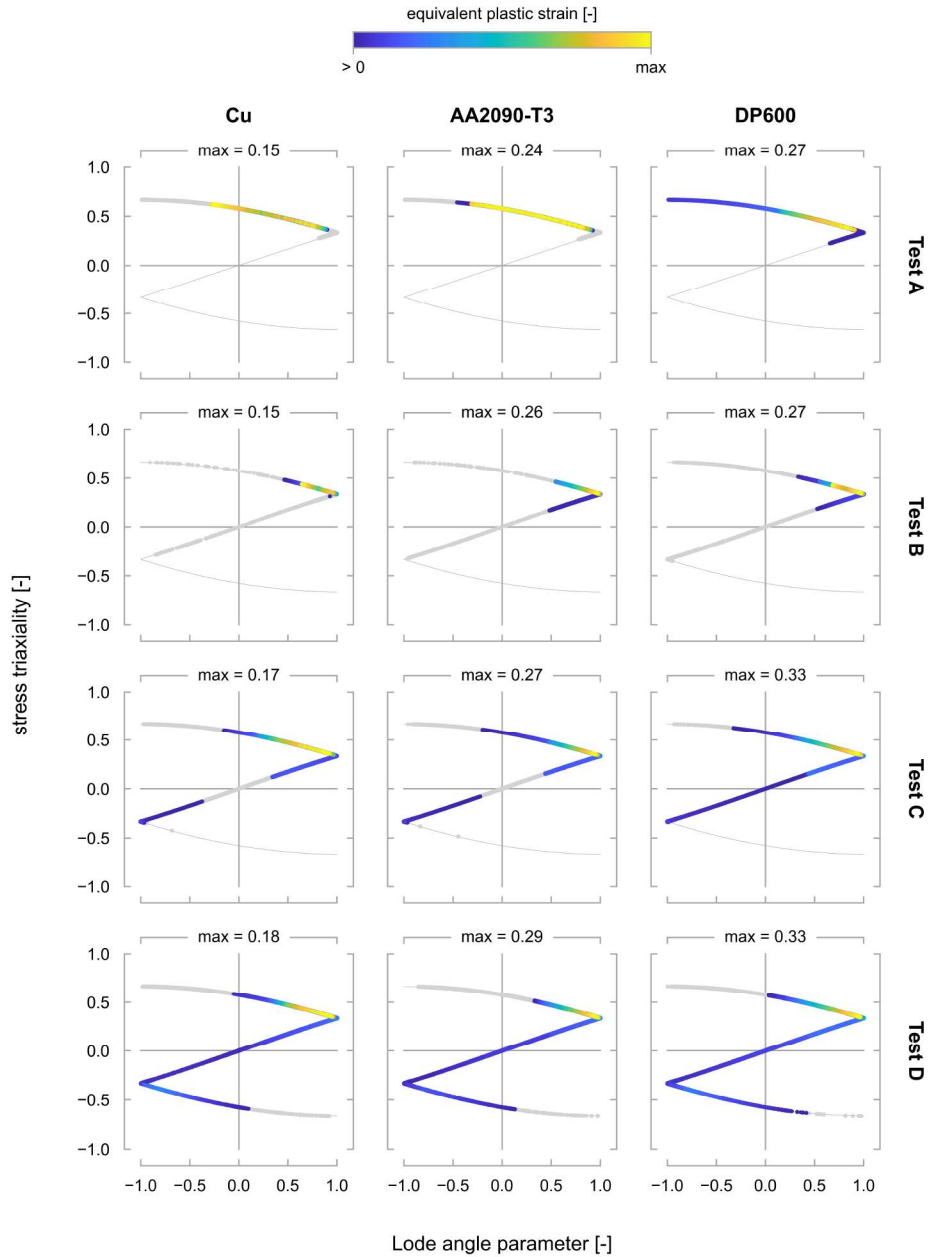 equivalent plastic strain [-]
> 0 max
Cu AA2090-T3 DP600
max = 0.15 max = 0.24 max = 0.27
1.0
0.5
0.0
−0.5
−1.0
Test A
max = 0.15 max = 0.26 max = 0.27
1.0
0.5
0.0
−0.5
−1.0
Test B
stress triaxiality [-]
max = 0.17 max = 0.27 max = 0.33
1.0
0.5
0.0
−0.5
−1.0
Test C
max = 0.18 max = 0.29 max = 0.33
1.0
0.5
0.0
−0.5
−1.0
Test D
−1.0 −0.5 0.0 0.5 1.0 −1.0 −0.5 0.0 0.5 1.0 −1.0 −0.5 0.0 0.5 1.0
Lode angle parameter [-]